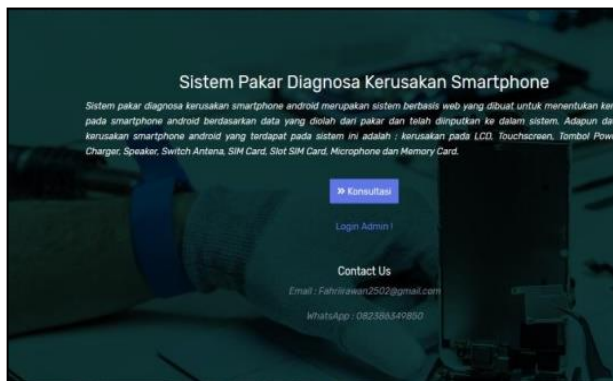 Sistem Pakar Diagnosa Kerusakan Smartphone
Sistem pakar diagnosa kerusakan smartphone android merupakan sistem berbasis web yang dibuat untuk menentukan
pada smartphone android berdasarkan data yang diolah dari pakar dan telah diinputkan ke dalam sistem. Adapun
kerusakan smartphone android yang terdapat pada sistem ini adalah ; kerusakan pada LCD, Touchscreen, Tombol
Charger, Speaker, Switch Antena, SIM Card, Slot SIM Card, Microphone dan Memory Card.
» Konsultasi
Login Admin !
Contact Us
Email : Fahriirawan2502@gmail.com
WhatsApp : 082386349850